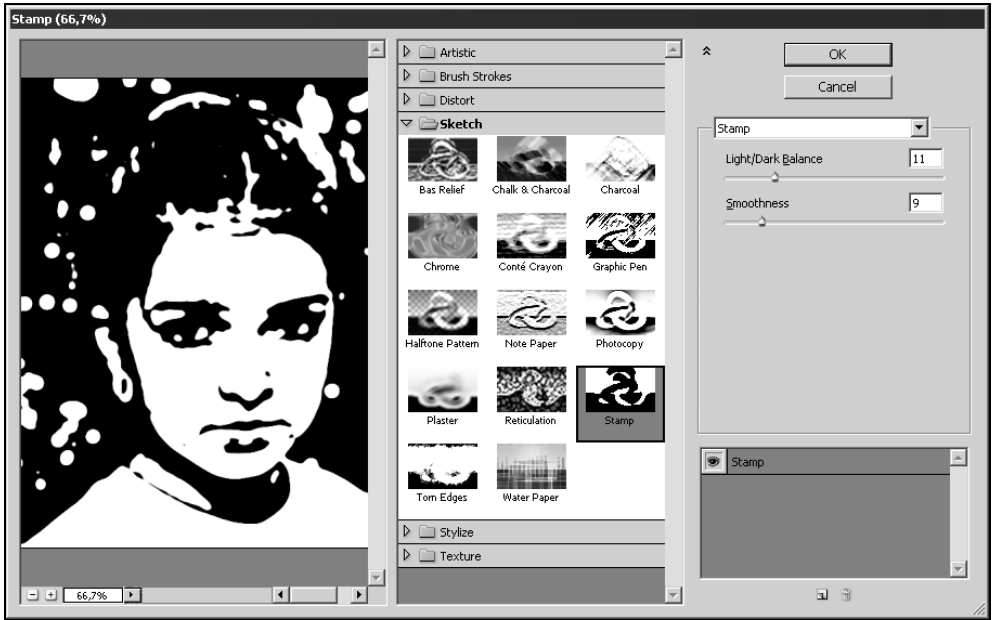 Stamp (66,7%)
Artistic
Brush Strokes
Distort
Sketch
Bas Relief
Chalk & Charcoal
Charcoal
Chrome
Conté Crayon
Graphic Pen
Halftone Pattern
Note Paper
Photocopy
Plaster
Reticulation
Stamp
Torn Edges
Water Paper
Stylize
Texture
66,7%
OK
Cancel
Stamp
Light/Dark Balance 11
Smoothness 9
Stamp